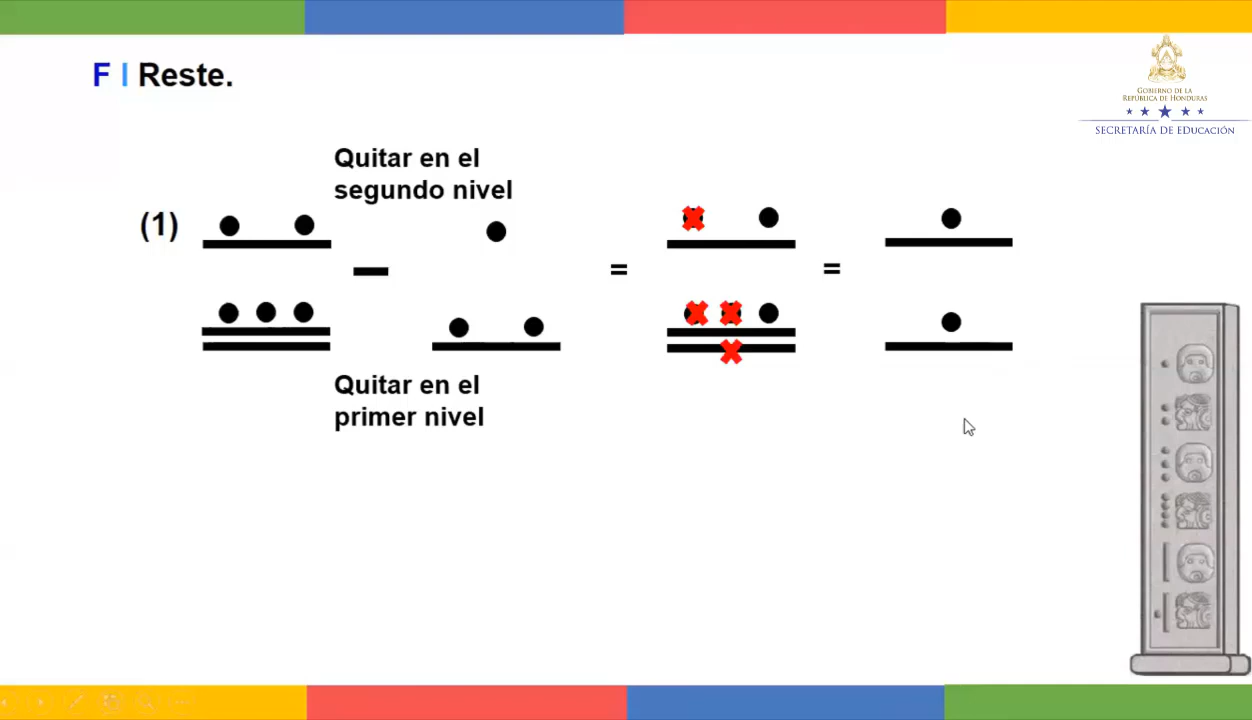 F | Reste.
GOBIERNO DE LA
REPÚBLICA DE HONDURAS
SECRETARÍA DE EDUCACIÓN
Quitar en el
segundo nivel
(1)
=
=
Quitar en el
primer nivel